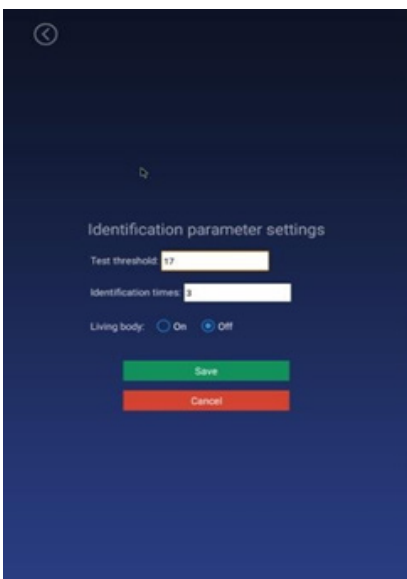 Identification parameter settings
Test threshold: 17
Identification times: 3
Living body: On Off
Save
Cancel